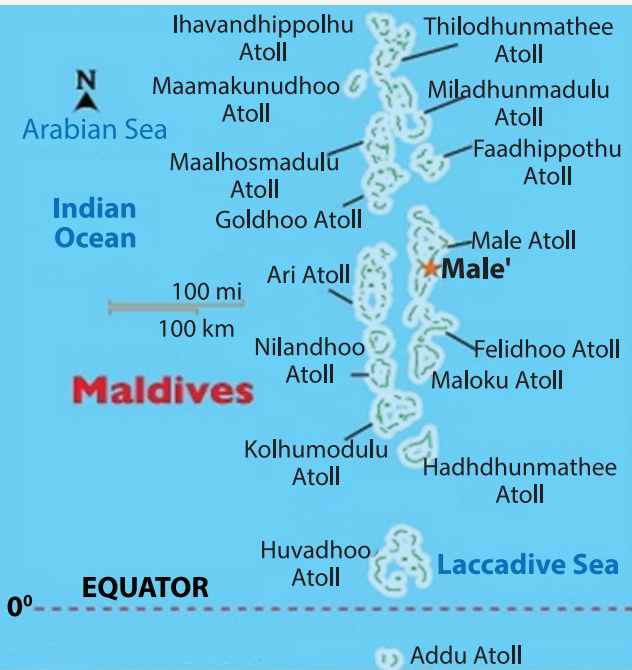 Ihavandhippolhu
Atoll
Thilodhunmathee
Atoll
N
Maamakunudhoo
Atoll
Miladhunmadulu
Atoll
Arabian Sea
Maalhosmadulu
Atoll
Faadhippothu
Atoll
Goldhoo Atoll
Indian
Ocean
Male Atoll
Male'
Ari Atoll
100 mi
100 km
Nilandhoo
Atoll
Felidhoo Atoll
Maloku Atoll
Maldives
Kolhumodulu
Atoll
Hadhdhunmathee
Atoll
Huvadhoo
Atoll
Laccadive Sea
EQUATOR
0⁰
Addu Atoll